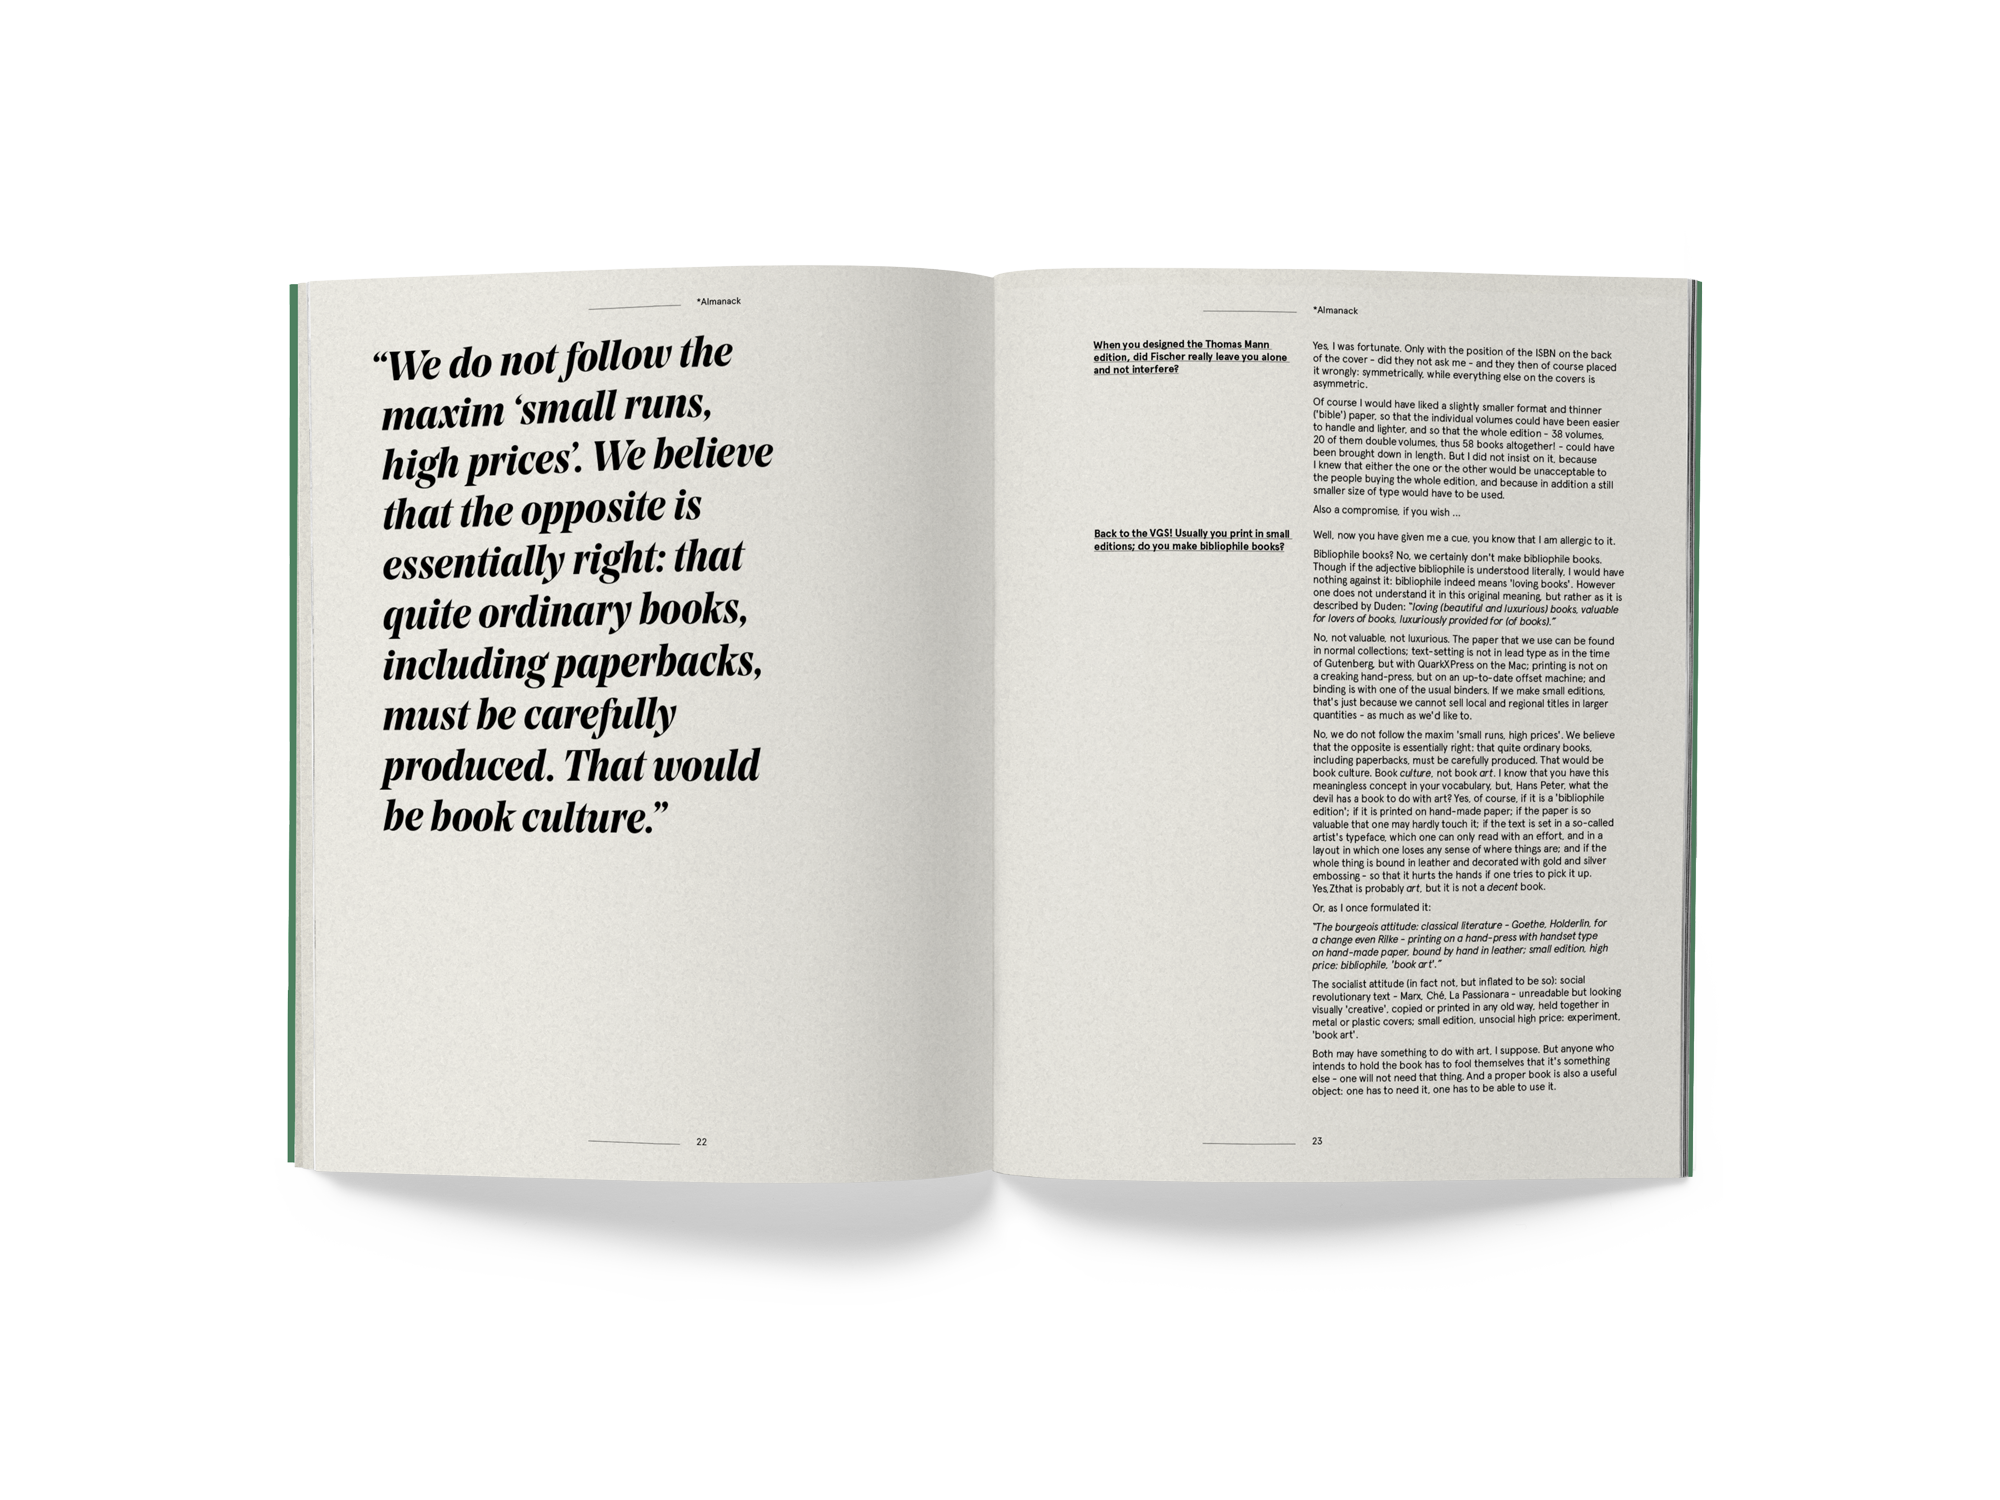 *Almanack
“We do not follow the
maxim ‘small runs,
high prices’. We believe
that the opposite is
essentially right: that
quite ordinary books,
including paperbacks,
must be carefully
produced. That would
be book culture.”
22
*Almanack
When you designed the Thomas Mann
edition, did Fischer really leave you alone
and not interfere?
Yes, I was fortunate. Only with the position of the ISBN on the back
of the cover - did they not ask me - and they then of course placed
it wrongly: symmetrically, while everything else on the covers is
asymmetric.
Of course I would have liked a slightly smaller format and thinner
('bible') paper, so that the individual volumes could have been easier
to handle and lighter, and so that the whole edition - 38 volumes,
20 of them double volumes, thus 58 books altogether! - could have
been brought down in length. But I did not insist on it, because
I knew that either the one or the other would be unacceptable to
the people buying the whole edition, and because in addition a still
smaller size of type would have to be used.
Also a compromise, if you wish ...
Back to the VGS! Usually you print in small
editions; do you make bibliophile books?
Well, now you have given me a cue, you know that I am allergic to it.
Bibliophile books? No, we certainly don't make bibliophile books.
Though if the adjective bibliophile is understood literally, I would have
nothing against it: bibliophile indeed means 'loving books'. However
one does not understand it in this original meaning, but rather as it is
described by Duden: “loving (beautiful and luxurious) books, valuable
for lovers of books, luxuriously provided for (of books).”
No, not valuable, not luxurious. The paper that we use can be found
in normal collections; text-setting is not in lead type as in the time
of Gutenberg, but with QuarkXPress on the Mac; printing is not on
a creaking hand-press, but on an up-to-date offset machine; and
binding is with one of the usual binders. If we make small editions,
that's just because we cannot sell local and regional titles in larger
quantities - as much as we'd like to.
No, we do not follow the maxim 'small runs, high prices'. We believe
that the opposite is essentially right: that quite ordinary books,
including paperbacks, must be carefully produced. That would be
book culture. Book culture, not book art. I know that you have this
meaningless concept in your vocabulary, but, Hans Peter, what the
devil has a book to do with art? Yes, of course, if it is a 'bibliophile
edition'; if it is printed on hand-made paper; if the paper is so
valuable that one may hardly touch it; if the text is set in a so-called
artist's typeface, which one can only read with an effort, and in a
layout in which one loses any sense of where things are; and if the
whole thing is bound in leather and decorated with gold and silver
embossing - so that it hurts the hands if one tries to pick it up.
Yes,Zthat is probably art, but it is not a decent book.
Or, as I once formulated it:
“The bourgeois attitude: classical literature - Goethe, Holderlin, for
a change even Rilke - printing on a hand-press with handset type
on hand-made paper, bound by hand in leather; small edition, high
price: bibliophile, 'book art'.”
The socialist attitude (in fact not, but inflated to be so): social
revolutionary text - Marx, Ché, La Passionara - unreadable but looking
visually 'creative', copied or printed in any old way, held together in
metal or plastic covers; small edition, unsocial high price: experiment,
'book art'.
Both may have something to do with art, I suppose. But anyone who
intends to hold the book has to fool themselves that it's something
else - one will not need that thing. And a proper book is also a useful
object: one has to need it, one has to be able to use it.
23